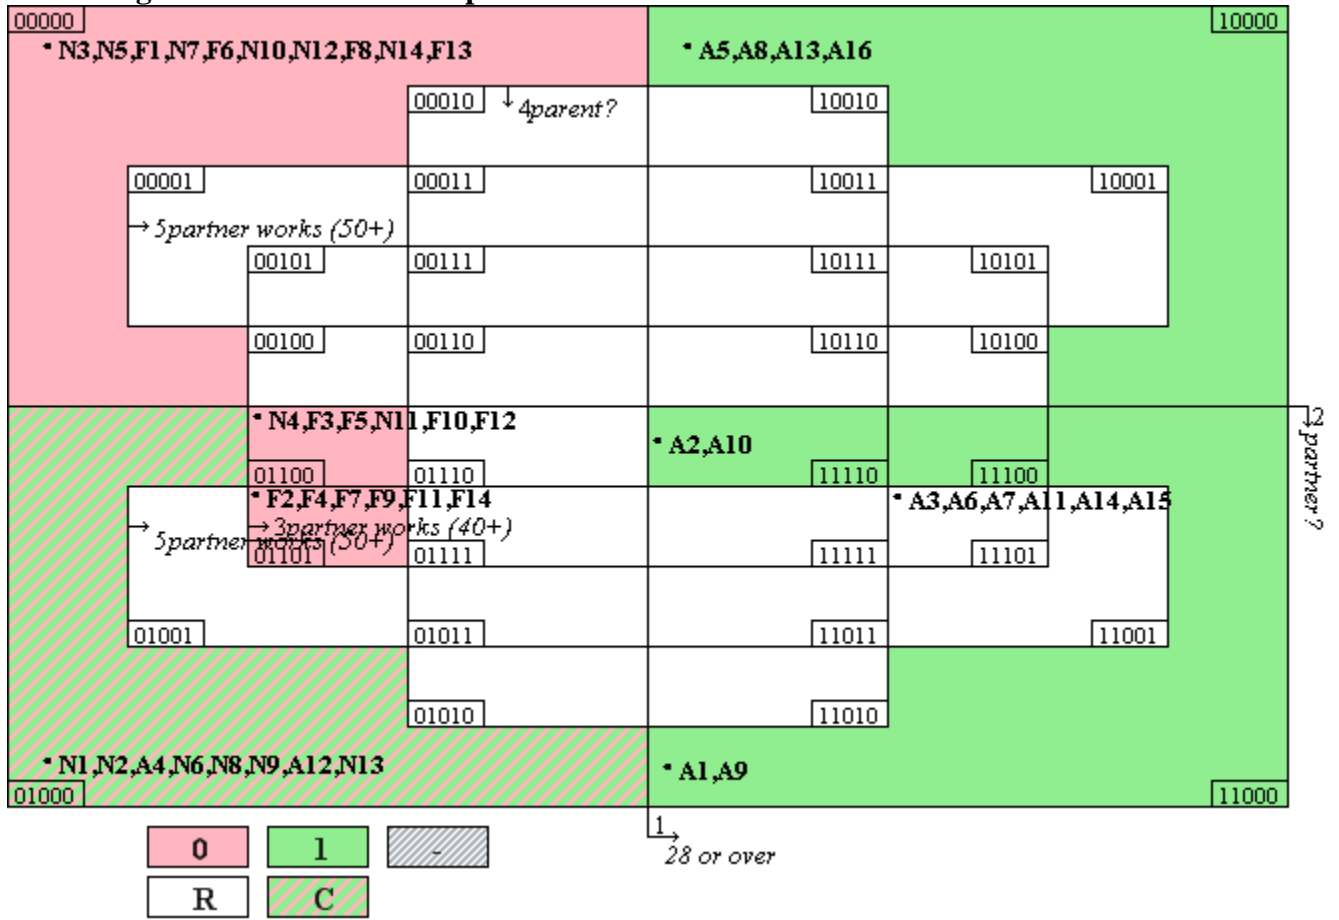 00000 10000
N3,N5,F1,N7,F6,N10,N12,F8,N14,F13 A5,A8,A13,A16
00010 4parent? 10010
00001 00011 10011 10001
5partner works (50+)
00101 00111 10111 10101
00100 00110 10110 10100
N4,F3,F5,N11,F10,F12 2
partner?
A2,A10
01100 01110 11110 11100
F2,F4,F7,F9,F11,F14 A3,A6,A7,A11,A14,A15
3partner works (40+)
5partner works (50+)
01101 01111 11111 11101
01001 01011 11011 11001
01010 11010
N1,N2,A4,N6,N8,N9,A12,N13 A1,A9
01000 11000
1
28 or over
0 1 -
R C